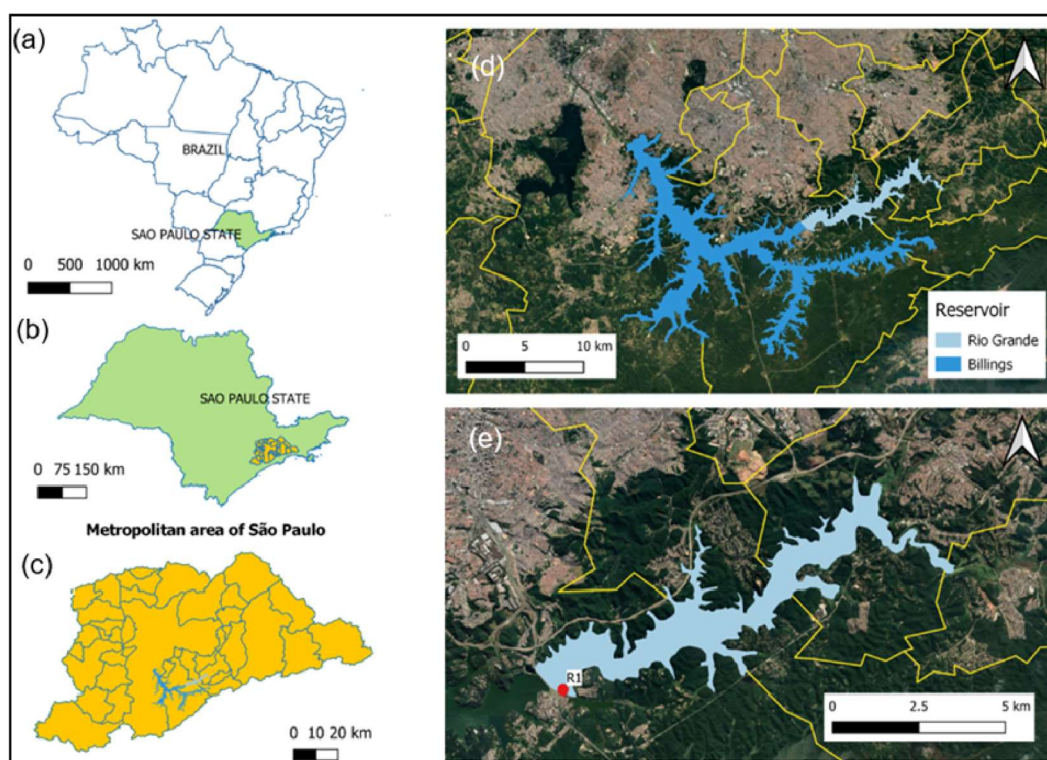 (a)
BRAZIL
SAO PAULO STATE
0 500 1000 km
(b)
SAO PAULO STATE
0 75 150 km
Metropolitan area of São Paulo
(c)
0 10 20 km
(d)
Reservoir
Rio Grande
Billings
0 5 10 km
(e)
R1
0 2.5 5 km